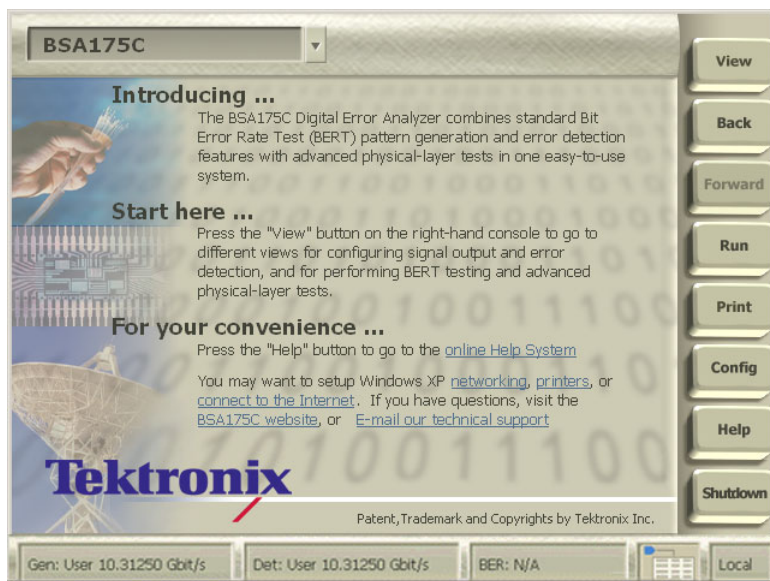 BSA175C
View
Introducing ...
The BSA175C Digital Error Analyzer combines standard Bit
Error Rate Test (BERT) pattern generation and error detection
features with advanced physical-layer tests in one easy-to-use
system.
Back
Forward
Start here ...
Press the "View" button on the right-hand console to go to
different views for configuring signal output and error
detection, and for performing BERT testing and advanced
physical-layer tests.
Run
Print
For your convenience ...
Press the "Help" button to go to the online Help System
You may want to setup Windows XP networking, printers, or
connect to the Internet. If you have questions, visit the
BSA175C website, or E-mail our technical support
Config
Help
Tektronix
Shutdown
Patent,Trademark and Copyrights by Tektronix Inc.
Gen: User 10.31250 Gbit/s
Det: User 10.31250 Gbit/s
BER: N/A
Local